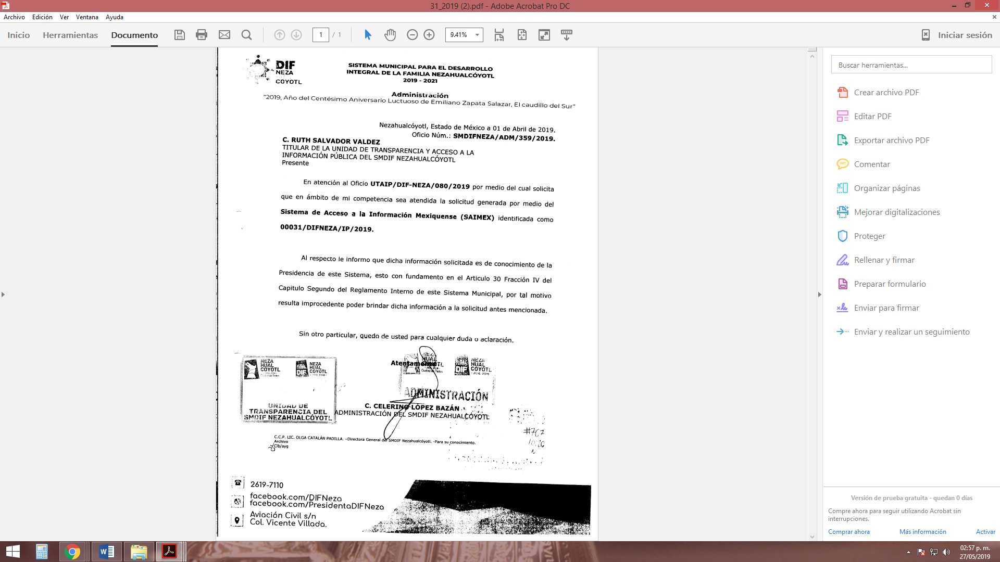 31_2019 (2).pdf - Adobe Acrobat Pro DC
Archivo Edición Ver Ventana Ayuda
Inicio Herramientas Documento 1 / 1 9.41% Iniciar sesión
DIF
NEZA
COYOTL
SISTEMA MUNICIPAL PARA EL DESARROLLO
INTEGRAL DE LA FAMILIA NEZAHUALCÓYOTL
2019 - 2021
Administración
"2019, Año del Centésimo Aniversario Luctuoso de Emiliano Zapata Salazar, El caudillo del Sur"
Nezahualcóyotl, Estado de México a 01 de Abril de 2019.
Oficio Núm.: SMDIFNEZA/ADM/359/2019.
C. RUTH SALVADOR VALDEZ
TITULAR DE LA UNIDAD DE TRANSPARENCIA Y ACCESO A LA
INFORMACIÓN PÚBLICA DEL SMDIF NEZAHUALCÓYOTL
Presente
En atención al Oficio UTAIP/DIF-NEZA/080/2019 por medio del cual solicita
que en ámbito de mi competencia sea atendida la solicitud generada por medio del
Sistema de Acceso a la Información Mexiquense (SAIMEX) identificada como
00031/DIFNEZA/IP/2019.
Al respecto le informo que dicha información solicitada es de conocimiento de la
Presidencia de este Sistema, esto con fundamento en el Articulo 30 Fracción IV del
Capitulo Segundo del Reglamento Interno de este Sistema Municipal, por tal motivo
resulta improcedente poder brindar dicha información a la solicitud antes mencionada.
Sin otro particular, quedo de usted para cualquier duda o aclaración.
Atentamente
NEZA
HUAL
COYOTL
Ciudad de Todos
DIF
NEZA
HUAL
COYOTL
UNIDAD DE
TRANSPARENCIA DEL
SMDIF NEZAHUALCÓYOTL
NEZA
HUAL
COYOTL
Ciudad de Todos
DIF
NEZA
HUAL
COYOTL
ADMINISTRACIÓN
C. CELERINO LÓPEZ BAZÁN
ADMINISTRACIÓN DEL SMDIF NEZAHUALCÓYOTL
10:20
C.C.P. LIC. OLGA CATALÁN PADILLA. –Directora General del SMDIF Nezahualcóyotl. -Para su conocimiento.
Archivo
Clb/ayg
2619-7110
facebook.com/DIFNeza
facebook.com/PresidentaDIFNeza
Aviación Civil s/n
Col. Vicente Villada.
Buscar herramientas...
Crear archivo PDF
Editar PDF
Exportar archivo PDF
Comentar
Organizar páginas
Mejorar digitalizaciones
Proteger
Rellenar y firmar
Preparar formulario
Enviar para firmar
Enviar y realizar un seguimiento
Versión de prueba gratuita - quedan 0 días
Compre ahora para seguir utilizando Acrobat sin
interrupciones.
Comprar ahora Más información Activar
02:57 p. m.
27/05/2019